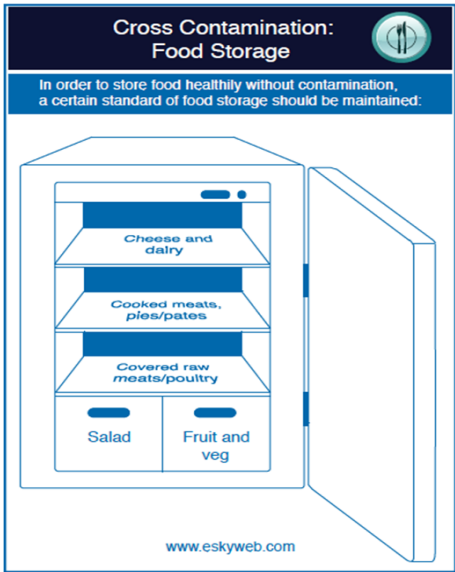 Cross Contamination:
Food Storage
In order to store food healthily without contamination,
a certain standard of food storage should be maintained:
Cheese and
dairy
Cooked meats,
pies/pates
Covered raw
meats/poultry
Salad
Fruit and
veg
www.eskyweb.com